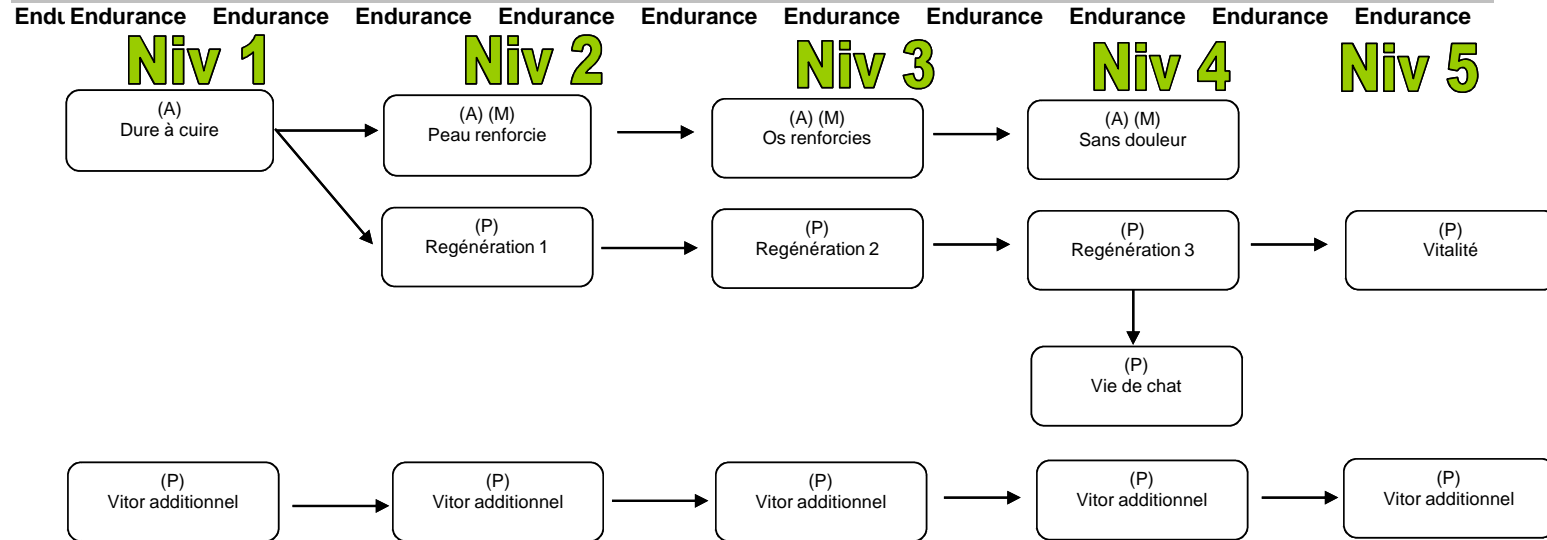 Endu Endurance Endurance Endurance Endurance Endurance Endurance Endurance Endurance Endurance Endurance
Niv 1 Niv 2 Niv 3 Niv 4 Niv 5
(A)
Dure à cuire
(A) (M)
Peau renforcie
(A) (M)
Os renforcies
(A) (M)
Sans douleur
(P)
Regénération 1
(P)
Regénération 2
(P)
Regénération 3
(P)
Vitalité
(P)
Vie de chat
(P)
Vitor additionnel
(P)
Vitor additionnel
(P)
Vitor additionnel
(P)
Vitor additionnel
(P)
Vitor additionnel